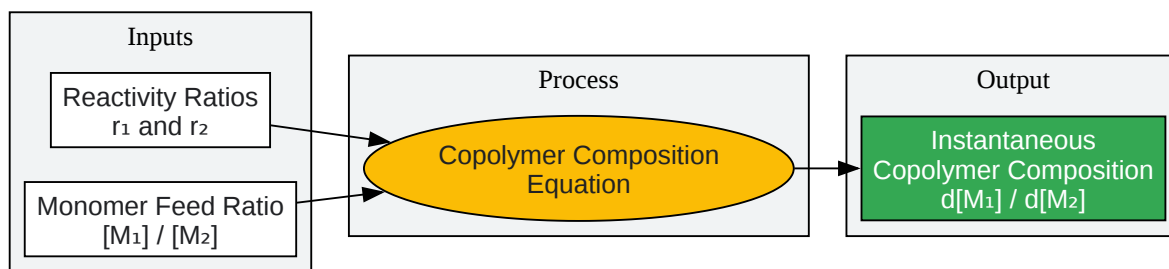 Inputs
Reactivity Ratios
r₁ and r₂
Monomer Feed Ratio
[M₁] / [M₂]
Process
Copolymer Composition
Equation
Output
Instantaneous
Copolymer Composition
d[M₁] / d[M₂]